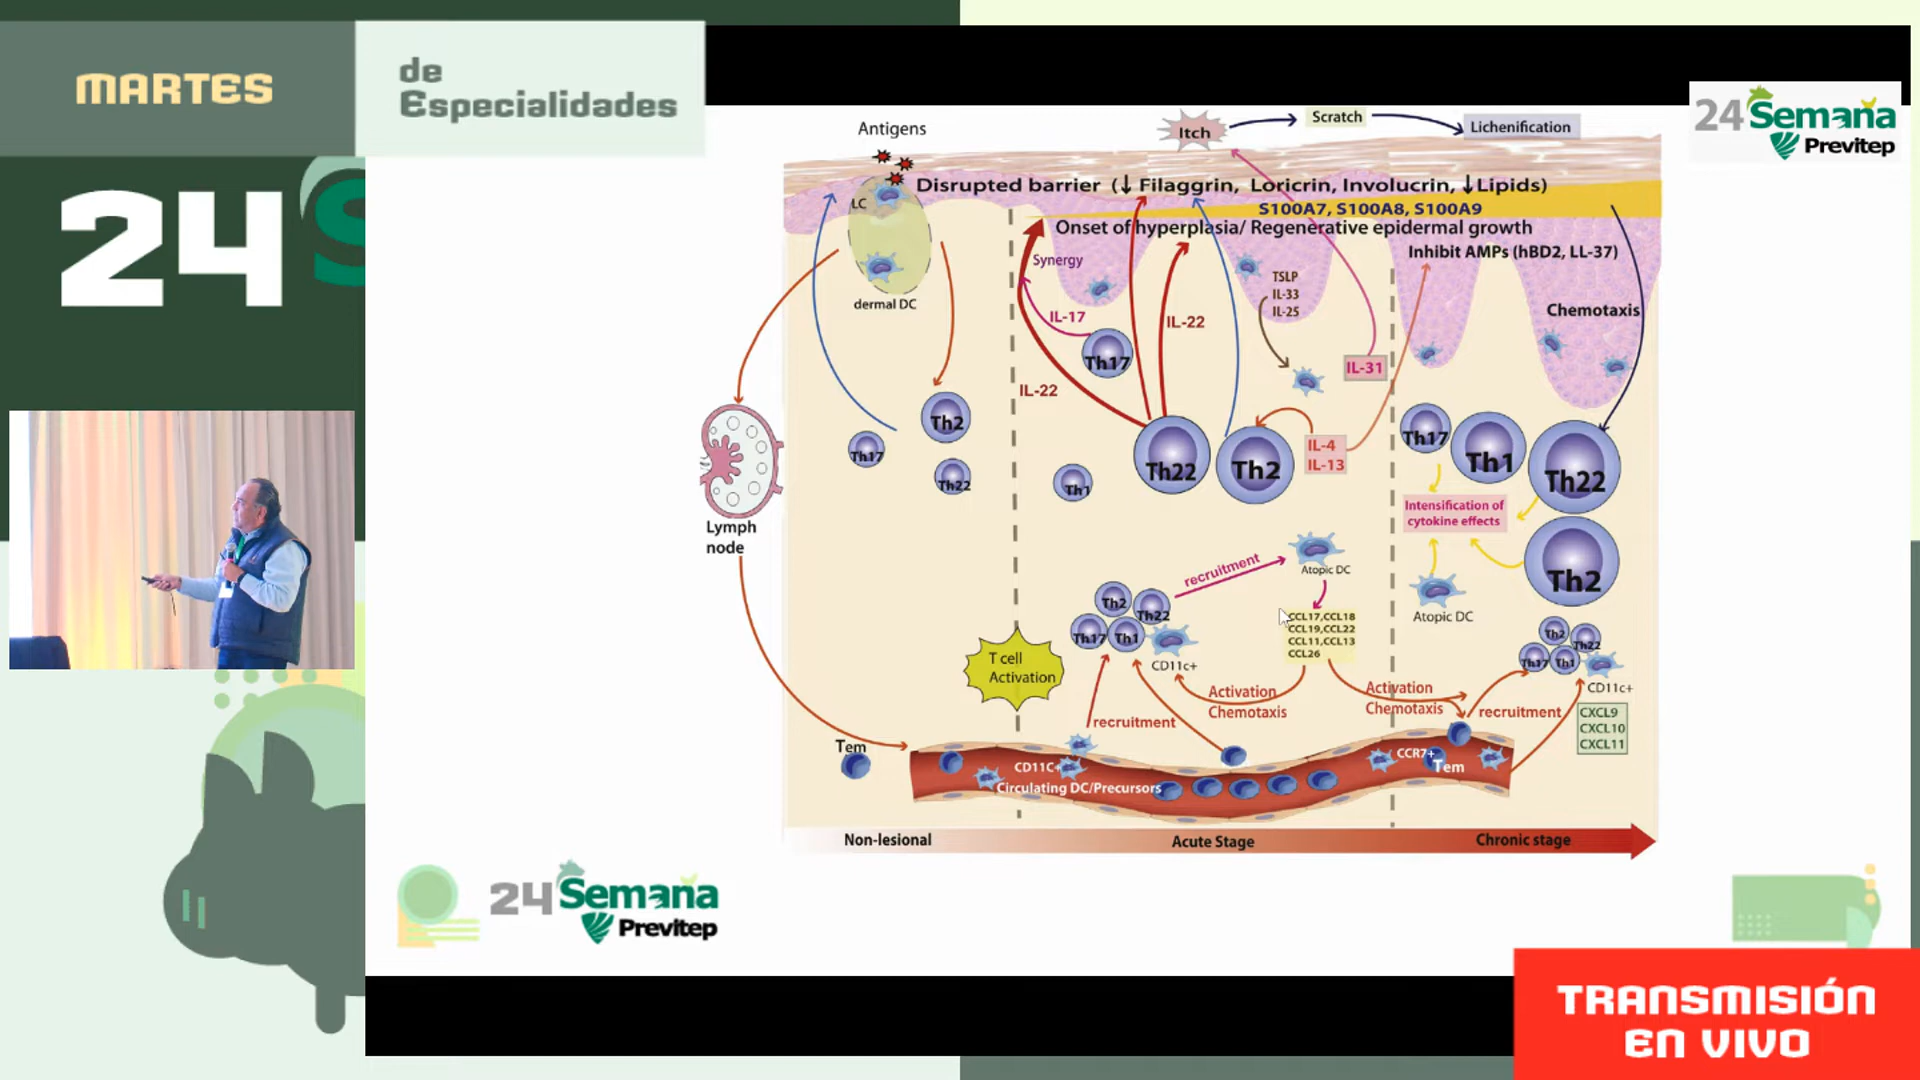 MARTES
de
Especialidades
24
S
24 Semana
Previtep
Antigens
Itch
Scratch
Lichenification
LC
Disrupted barrier (↓ Filaggrin, Loricrin, Involucrin, ↓Lipids)
S100A7, S100A8, S100A9
Onset of hyperplasia/ Regenerative epidermal growth
Inhibit AMPs (hBD2, LL-37)
Synergy
dermal DC
TSLP
IL-33
IL-25
Chemotaxis
IL-17
IL-22
Th17
IL-31
IL-22
Th2
Th17
Th22
Th1
Th22
Th2
IL-4
IL-13
Th17
Th1
Th22
Intensification of
cytokine effects
Th2
Lymph
node
recruitment
Atopic DC
Atopic DC
Th2
Th22
Th17
Th1
CD11c+
CCL17,CCL18
CCL19,CCL22
CCL11,CCL13
CCL26
Th2
Th22
Th17
Th1
CD11c+
T cell
Activation
Activation
Chemotaxis
Activation
Chemotaxis
recruitment
recruitment
CXCL9
CXCL10
CXCL11
Tem
CD11C+
Circulating DC/Precursors
CCR7+
Tem
Non-lesional
Acute Stage
Chronic stage
24 Semana
Previtep
TRANSMISIÓN
EN VIVO